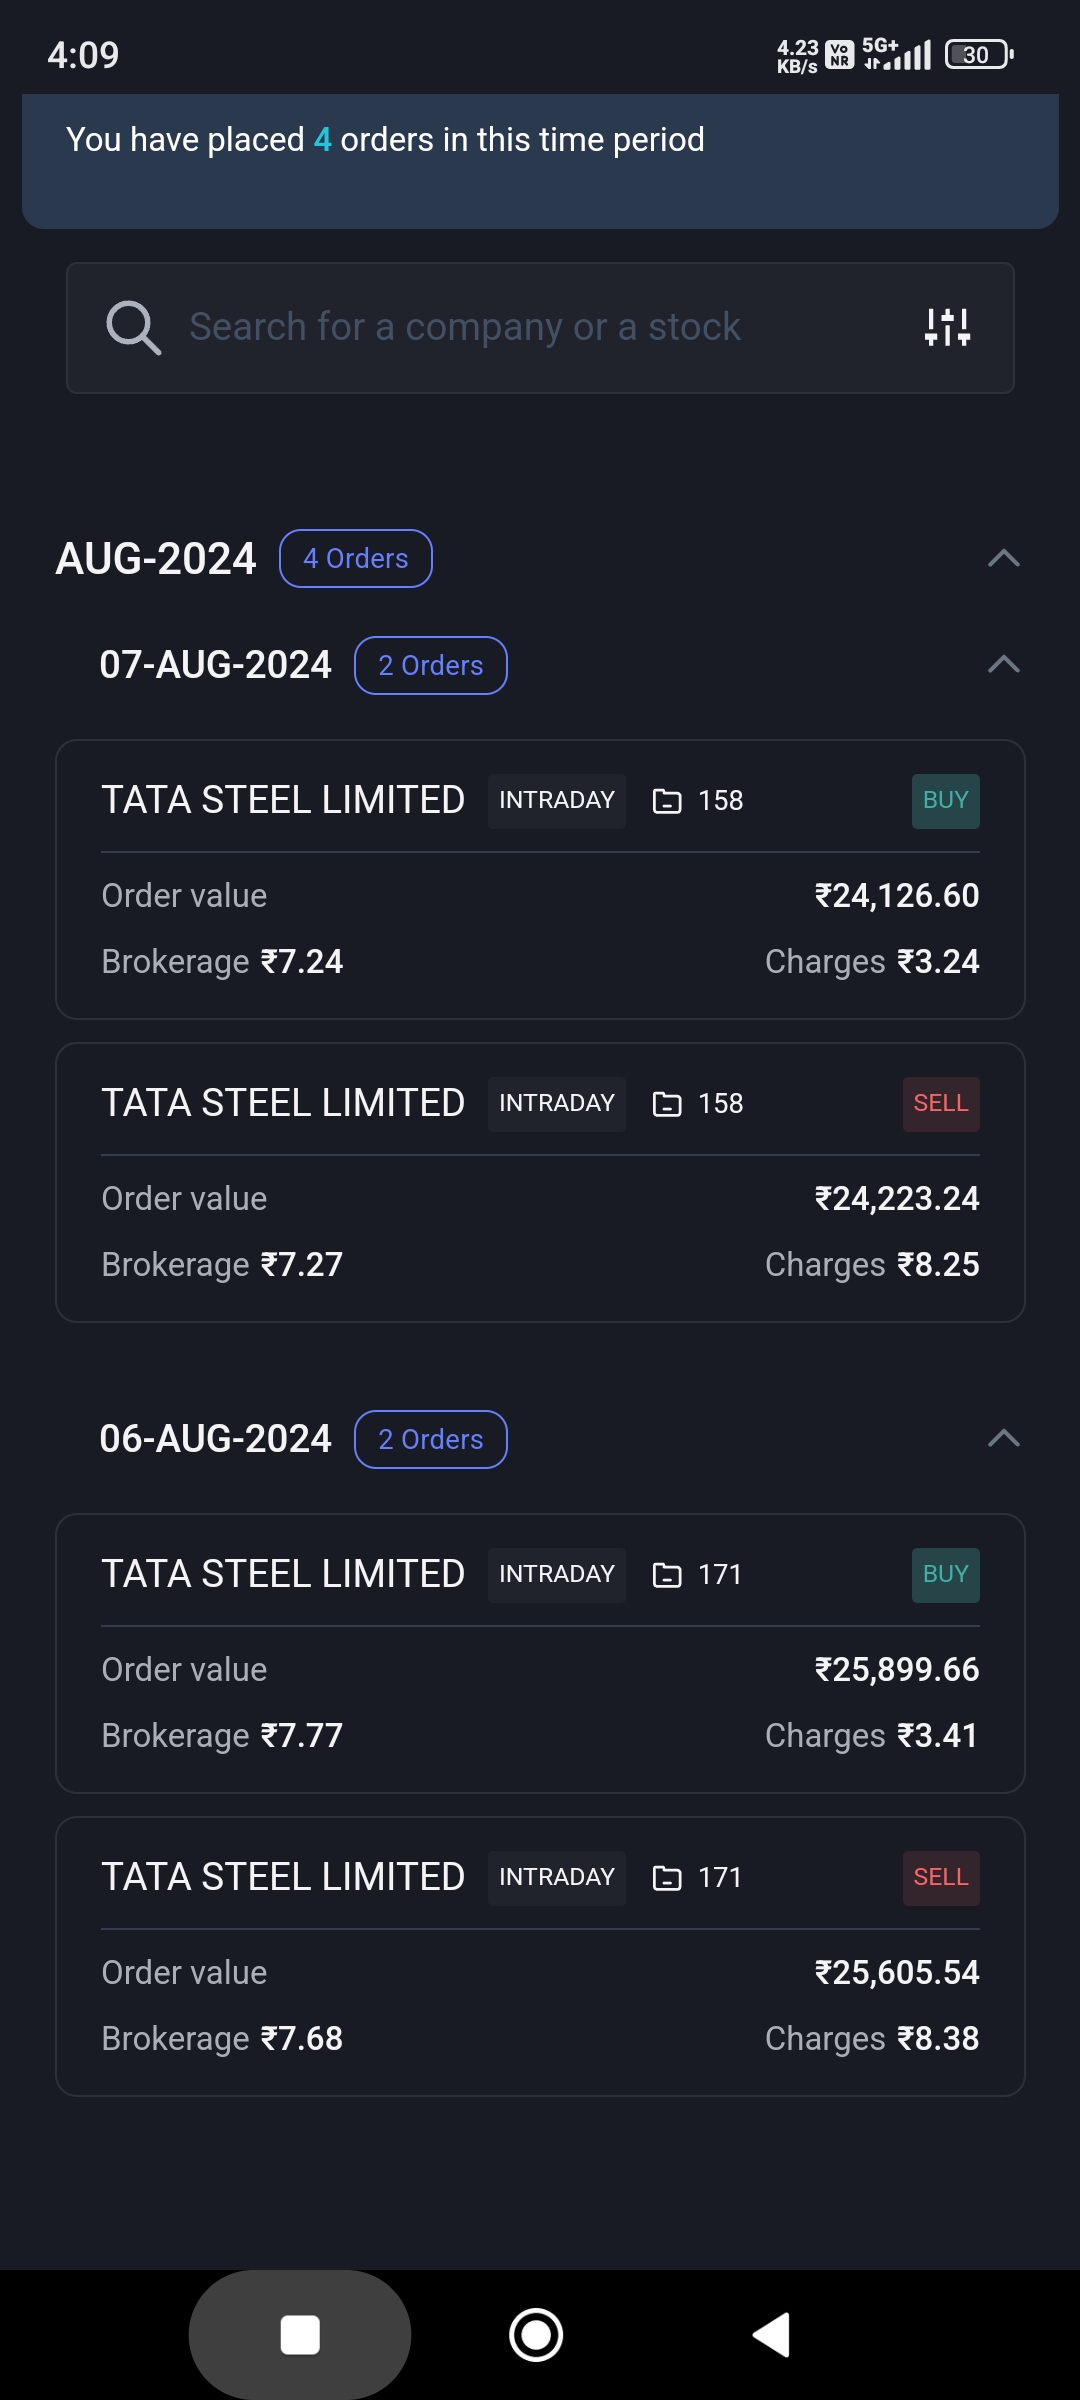 4:09
4.23 KB/s Vo NR 5G+ 30
You have placed 4 orders in this time period
Search for a company or a stock
AUG-2024 4 Orders
07-AUG-2024 2 Orders
TATA STEEL LIMITED INTRADAY 158 BUY
Order value ₹24,126.60
Brokerage ₹7.24 Charges ₹3.24
TATA STEEL LIMITED INTRADAY 158 SELL
Order value ₹24,223.24
Brokerage ₹7.27 Charges ₹8.25
06-AUG-2024 2 Orders
TATA STEEL LIMITED INTRADAY 171 BUY
Order value ₹25,899.66
Brokerage ₹7.77 Charges ₹3.41
TATA STEEL LIMITED INTRADAY 171 SELL
Order value ₹25,605.54
Brokerage ₹7.68 Charges ₹8.38